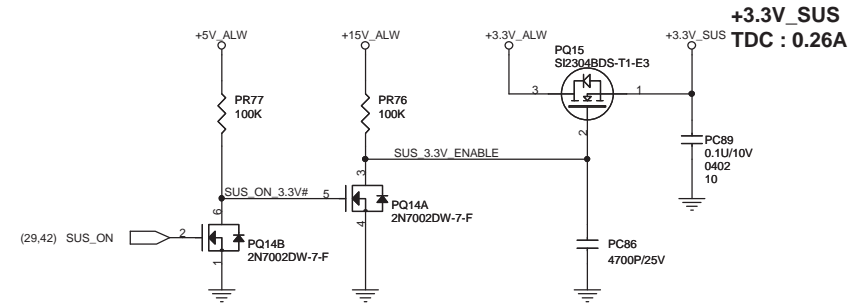 +3.3V_SUS
TDC : 0.26A
+5V_ALW
+15V_ALW
+3.3V_ALW
+3.3V_SUS
PQ15
SI2304BDS-T1-E3
3
1
2
PR77
100K
PR76
100K
PC89
0.1U/10V
0402
10
SUS_3.3V_ENABLE
3
SUS_ON_3.3V#
5
PQ14A
2N7002DW-7-F
4
6
(29,42) SUS_ON
2
PQ14B
2N7002DW-7-F
1
PC86
4700P/25V